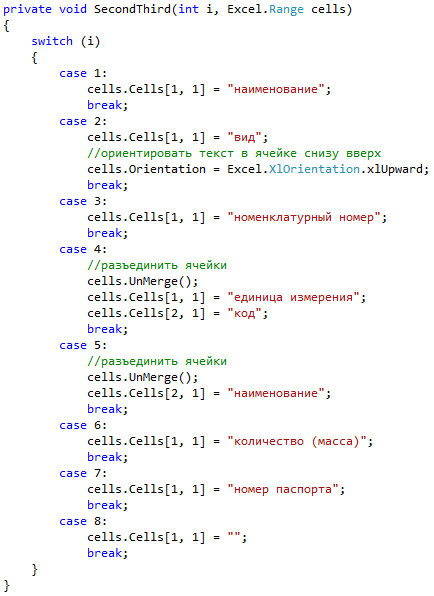 private void SecondThird(int i, Excel.Range cells)
{
    switch (i)
    {
        case 1:
            cells.Cells[1, 1] = "наименование";
            break;
        case 2:
            cells.Cells[1, 1] = "вид";
            //ориентировать текст в ячейке снизу вверх
            cells.Orientation = Excel.XlOrientation.xlUpward;
            break;
        case 3:
            cells.Cells[1, 1] = "номенклатурный номер";
            break;
        case 4:
            //разъединить ячейки
            cells.UnMerge();
            cells.Cells[1, 1] = "единица измерения";
            cells.Cells[2, 1] = "код";
            break;
        case 5:
            //разъединить ячейки
            cells.UnMerge();
            cells.Cells[2, 1] = "наименование";
            break;
        case 6:
            cells.Cells[1, 1] = "количество (масса)";
            break;
        case 7:
            cells.Cells[1, 1] = "номер паспорта";
            break;
        case 8:
            cells.Cells[1, 1] = "";
            break;
    }
}